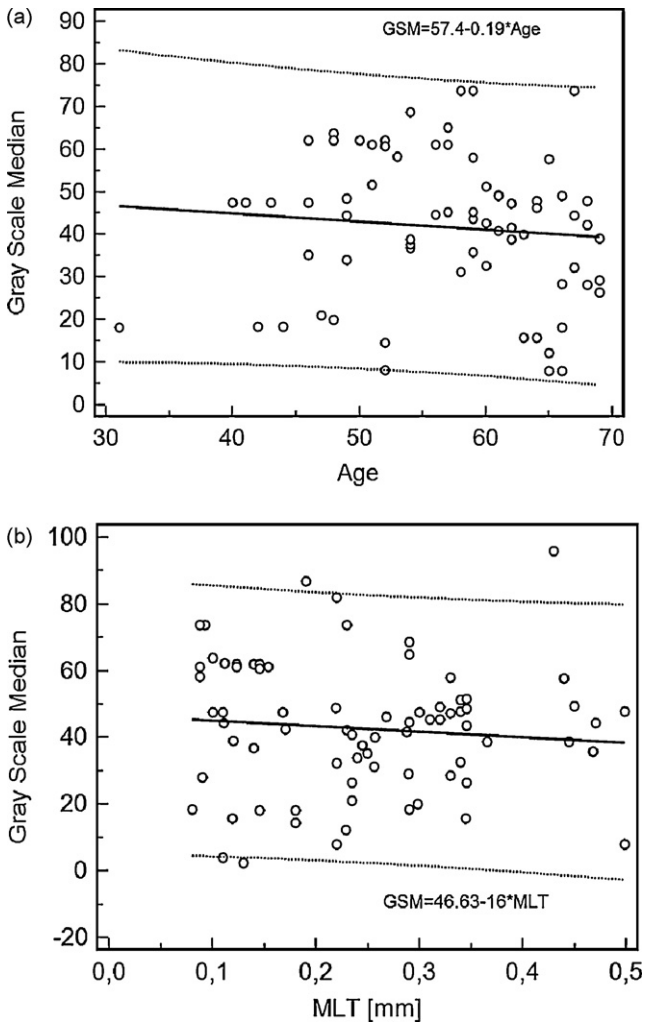 (a)
GSM=57.4-0.19*Age
Gray Scale Median
90
80
70
60
50
40
30
20
10
0
30 40 50 60 70
Age
(b)
Gray Scale Median
100
80
60
40
20
0
-20
GSM=46.63-16*MLT
0,0 0,1 0,2 0,3 0,4 0,5
MLT [mm]